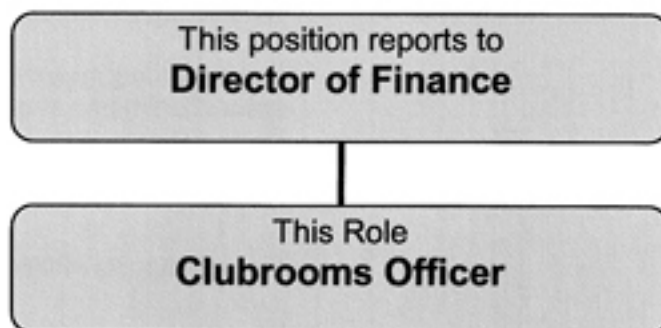 This position reports to
Director of Finance
This Role
Clubrooms Officer